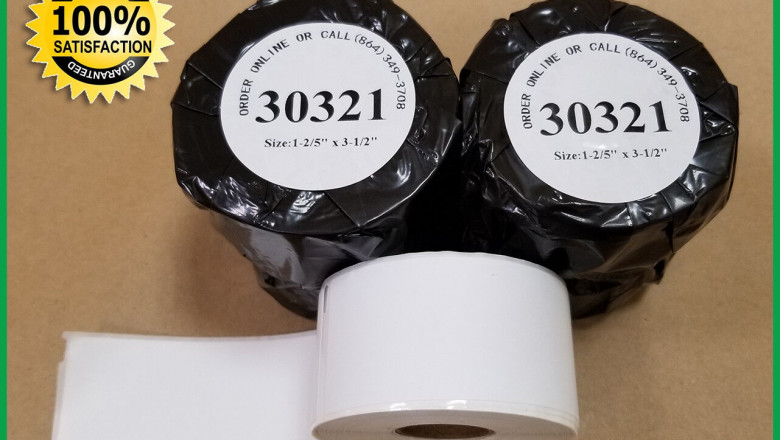 100%
SATISFACTION
GUARANTEED
ORDER ONLINE OR CALL (864)349-3708
30321
Size:1-2/5" x 3-1/2"
ORDER ONLINE OR CALL (864)349-3708
30321
Size:1-2/5" x 3-1/2"